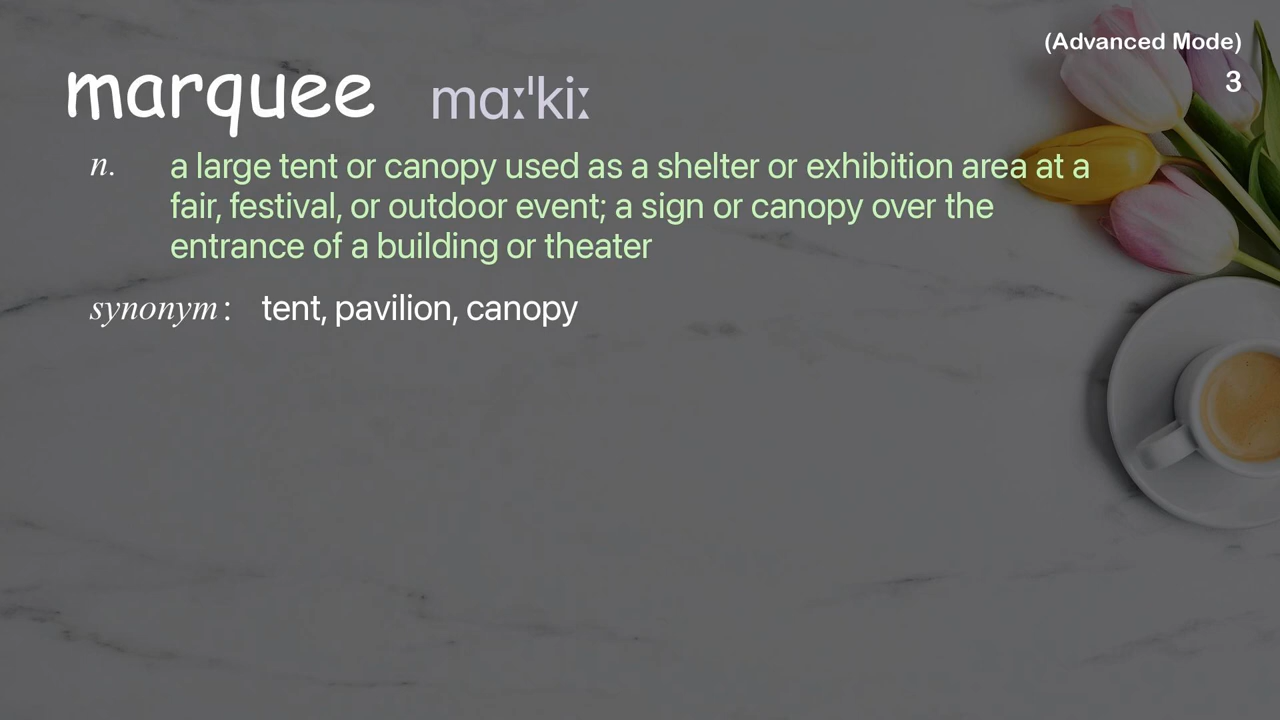 (Advanced Mode)
3
marquee mɑːˈkiː
n. a large tent or canopy used as a shelter or exhibition area at a
fair, festival, or outdoor event; a sign or canopy over the
entrance of a building or theater
synonym : tent, pavilion, canopy